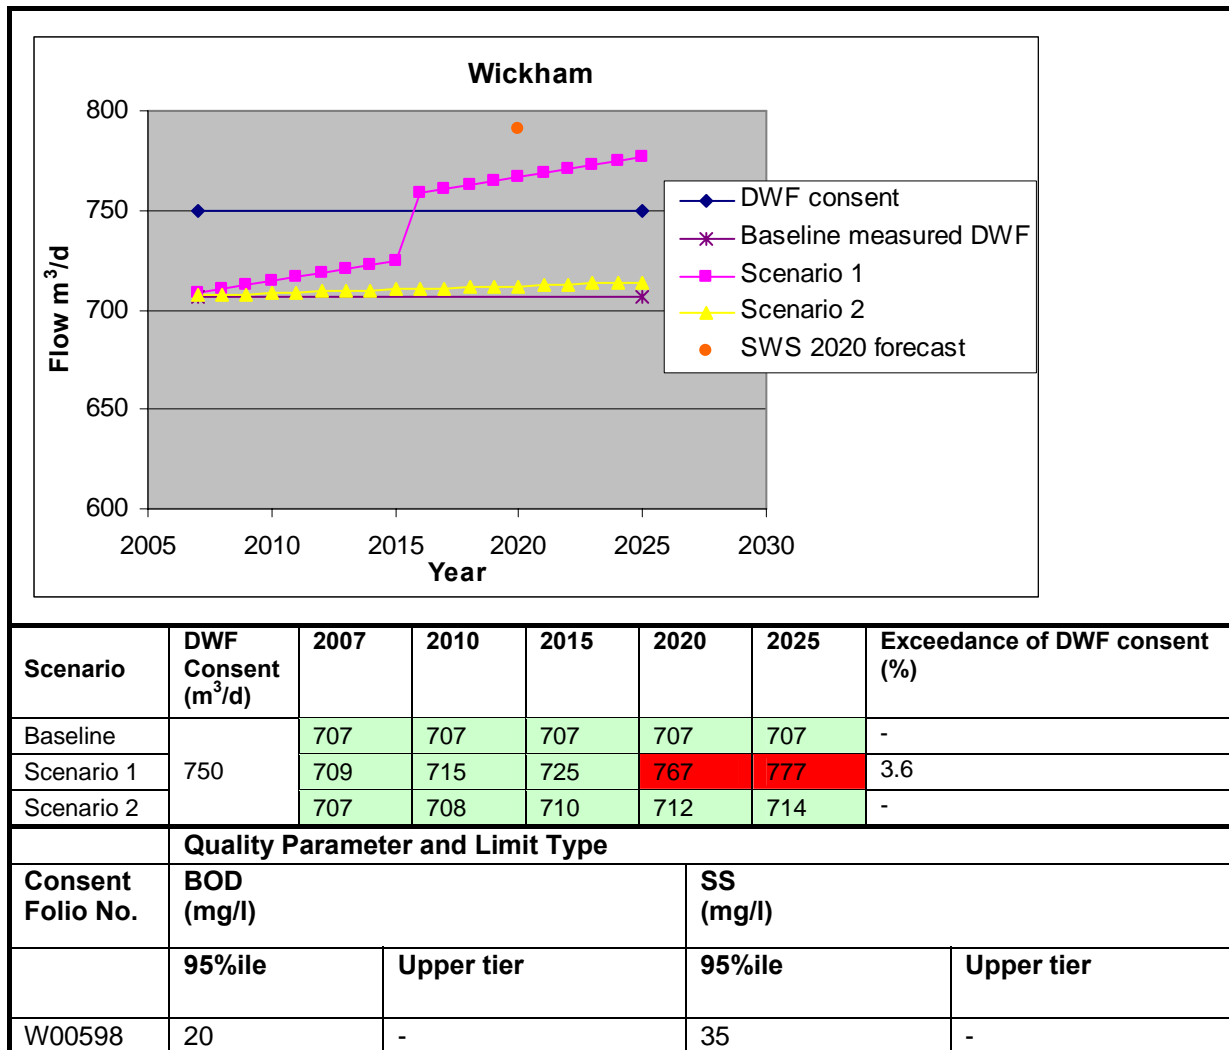 Wickham
800
750
700
650
600
Flow m³/d
2005 2010 2015 2020 2025 2030
Year
DWF consent
Baseline measured DWF
Scenario 1
Scenario 2
SWS 2020 forecast
Scenario DWF Consent (m³/d) 2007 2010 2015 2020 2025 Exceedance of DWF consent (%)
Baseline 750 707 707 707 707 707 -
Scenario 1 709 715 725 767 777 3.6
Scenario 2 707 708 710 712 714 -
Quality Parameter and Limit Type
Consent Folio No. BOD (mg/l) SS (mg/l)
95%ile Upper tier 95%ile Upper tier
W00598 20 - 35 -